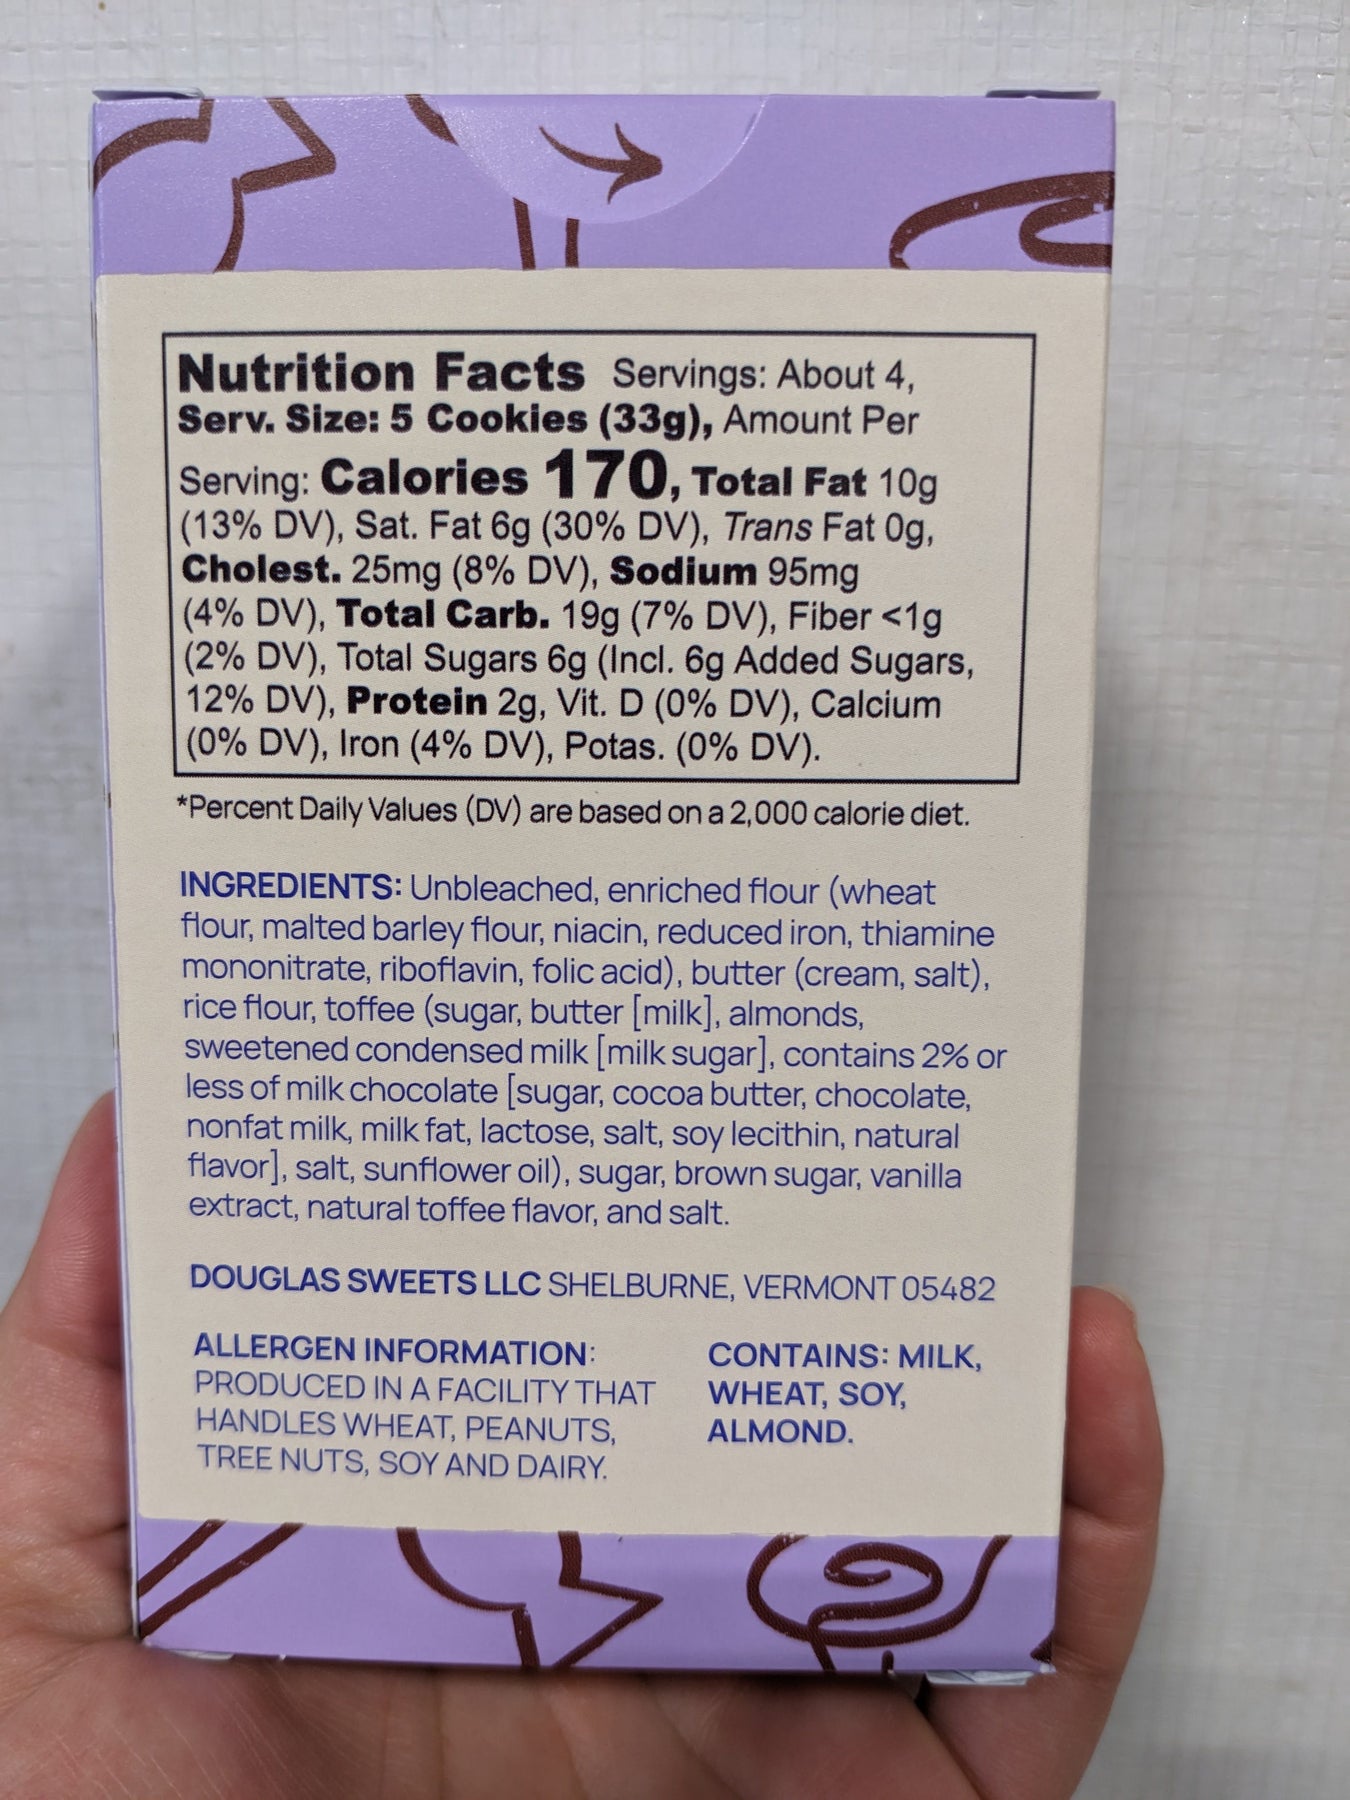 Nutrition Facts Servings: About 4,
Serv. Size: 5 Cookies (33g), Amount Per
Serving: Calories 170, Total Fat 10g
(13% DV), Sat. Fat 6g (30% DV), Trans Fat 0g,
Cholest. 25mg (8% DV), Sodium 95mg
(4% DV), Total Carb. 19g (7% DV), Fiber <1g
(2% DV), Total Sugars 6g (Incl. 6g Added Sugars,
12% DV), Protein 2g, Vit. D (0% DV), Calcium
(0% DV), Iron (4% DV), Potas. (0% DV).
*Percent Daily Values (DV) are based on a 2,000 calorie diet.
INGREDIENTS: Unbleached, enriched flour (wheat
flour, malted barley flour, niacin, reduced iron, thiamine
mononitrate, riboflavin, folic acid), butter (cream, salt),
rice flour, toffee (sugar, butter [milk], almonds,
sweetened condensed milk [milk sugar], contains 2% or
less of milk chocolate [sugar, cocoa butter, chocolate,
nonfat milk, milk fat, lactose, salt, soy lecithin, natural
flavor], salt, sunflower oil), sugar, brown sugar, vanilla
extract, natural toffee flavor, and salt.
DOUGLAS SWEETS LLC SHELBURNE, VERMONT 05482
ALLERGEN INFORMATION:
PRODUCED IN A FACILITY THAT
HANDLES WHEAT, PEANUTS,
TREE NUTS, SOY AND DAIRY.
CONTAINS: MILK,
WHEAT, SOY,
ALMOND.